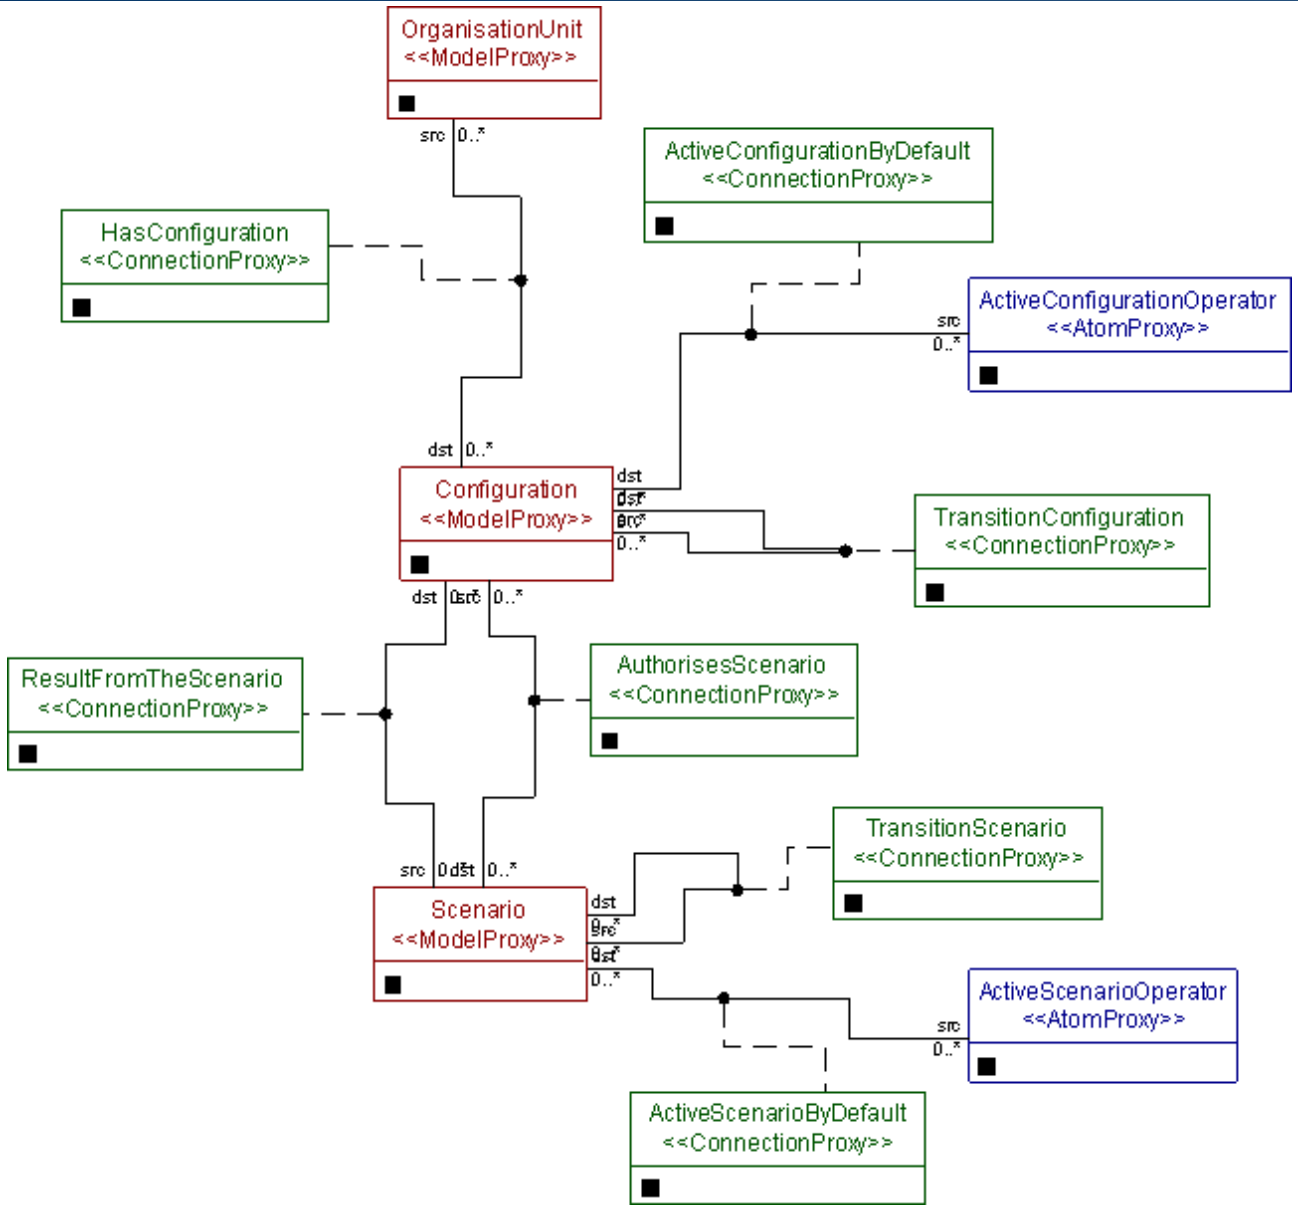 OrganisationUnit
<<ModelProxy>>
src 0..*
ActiveConfigurationByDefault
<<ConnectionProxy>>
HasConfiguration
<<ConnectionProxy>>
ActiveConfigurationOperator
<<AtomProxy>>
src
0..*
dst 0..*
Configuration
<<ModelProxy>>
dst
0..*
TransitionConfiguration
<<ConnectionProxy>>
dst
0..*
ResultFromTheScenario
<<ConnectionProxy>>
AuthorisesScenario
<<ConnectionProxy>>
TransitionScenario
<<ConnectionProxy>>
src
0..*
Scenario
<<ModelProxy>>
dst
0..*
ActiveScenarioOperator
<<AtomProxy>>
src
0..*
ActiveScenarioByDefault
<<ConnectionProxy>>